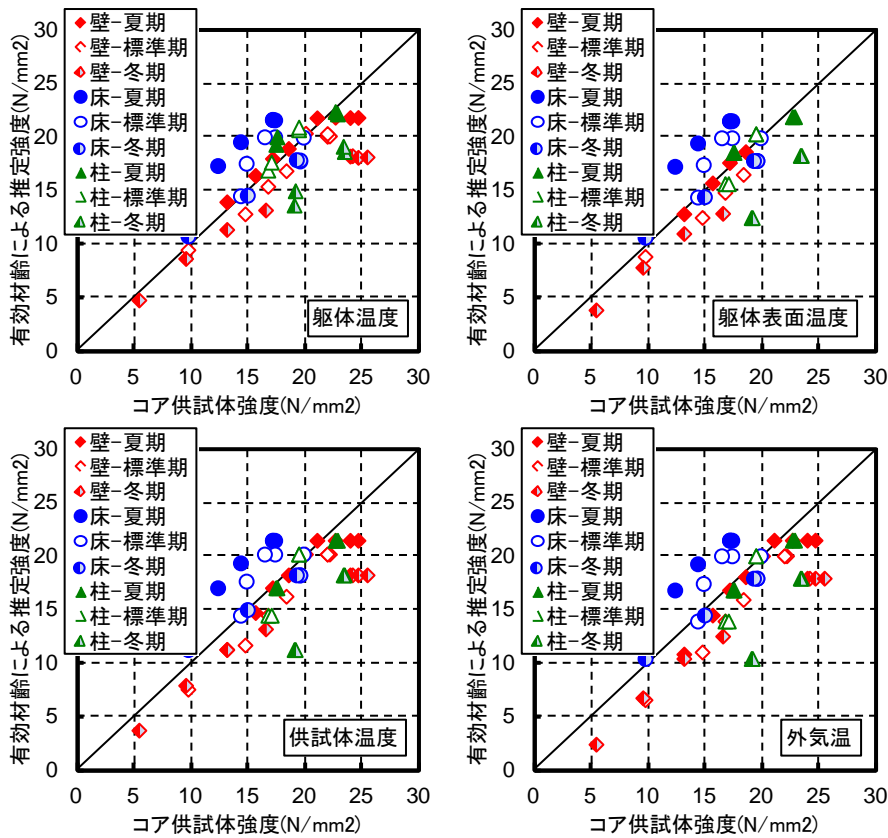 有効材齢による推定強度(N/mm2)
30
25
20
15
10
5
0
壁-夏期
壁-標準期
壁-冬期
床-夏期
床-標準期
床-冬期
柱-夏期
柱-標準期
柱-冬期
躯体温度
0 5 10 15 20 25 30
コア供試体強度(N/mm2)
有効材齢による推定強度(N/mm2)
30
25
20
15
10
5
0
壁-夏期
壁-標準期
壁-冬期
床-夏期
床-標準期
床-冬期
柱-夏期
柱-標準期
柱-冬期
躯体表面温度
0 5 10 15 20 25 30
コア供試体強度(N/mm2)
有効材齢による推定強度(N/mm2)
30
25
20
15
10
5
0
壁-夏期
壁-標準期
壁-冬期
床-夏期
床-標準期
床-冬期
柱-夏期
柱-標準期
柱-冬期
供試体温度
0 5 10 15 20 25 30
コア供試体強度(N/mm2)
有効材齢による推定強度(N/mm2)
30
25
20
15
10
5
0
壁-夏期
壁-標準期
壁-冬期
床-夏期
床-標準期
床-冬期
柱-夏期
柱-標準期
柱-冬期
外気温
0 5 10 15 20 25 30
コア供試体強度(N/mm2)